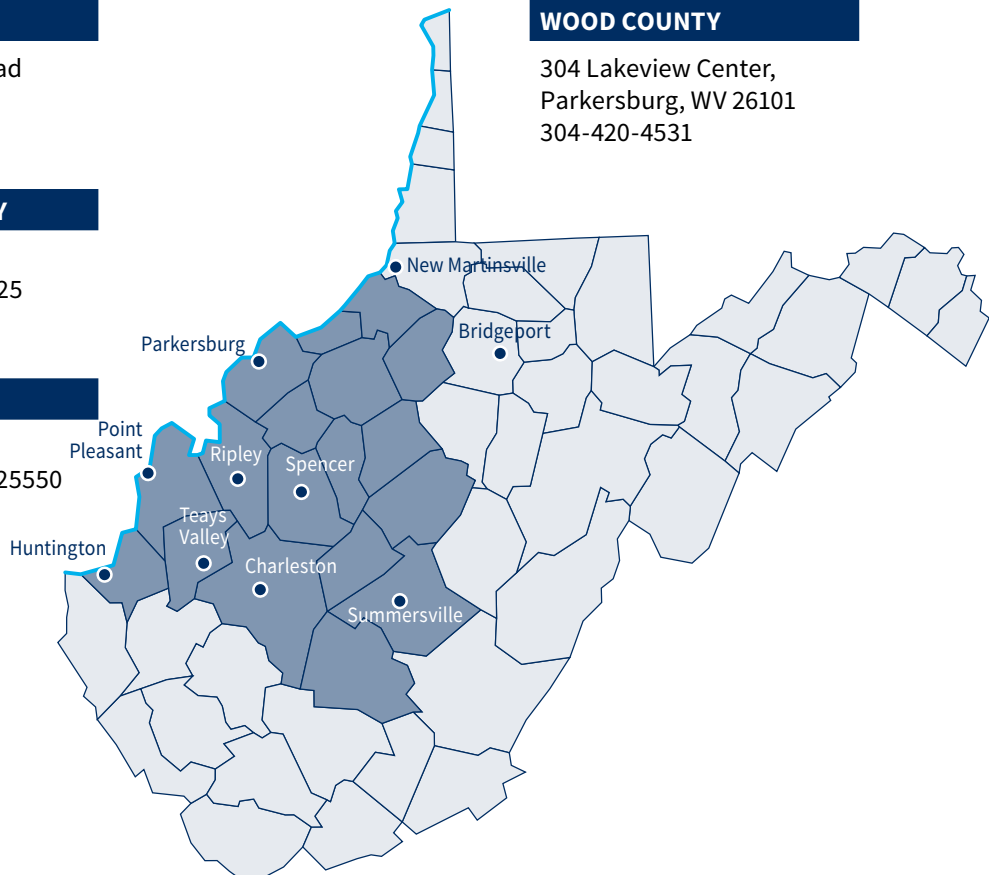 WOOD COUNTY
304 Lakeview Center,
Parkersburg, WV 26101
304-420-4531
ad
Y
25
25550
New Martinsville
Bridgeport
Parkersburg
Point
Pleasant
Ripley
Spencer
Teays
Valley
Huntington
Charleston
Summersville